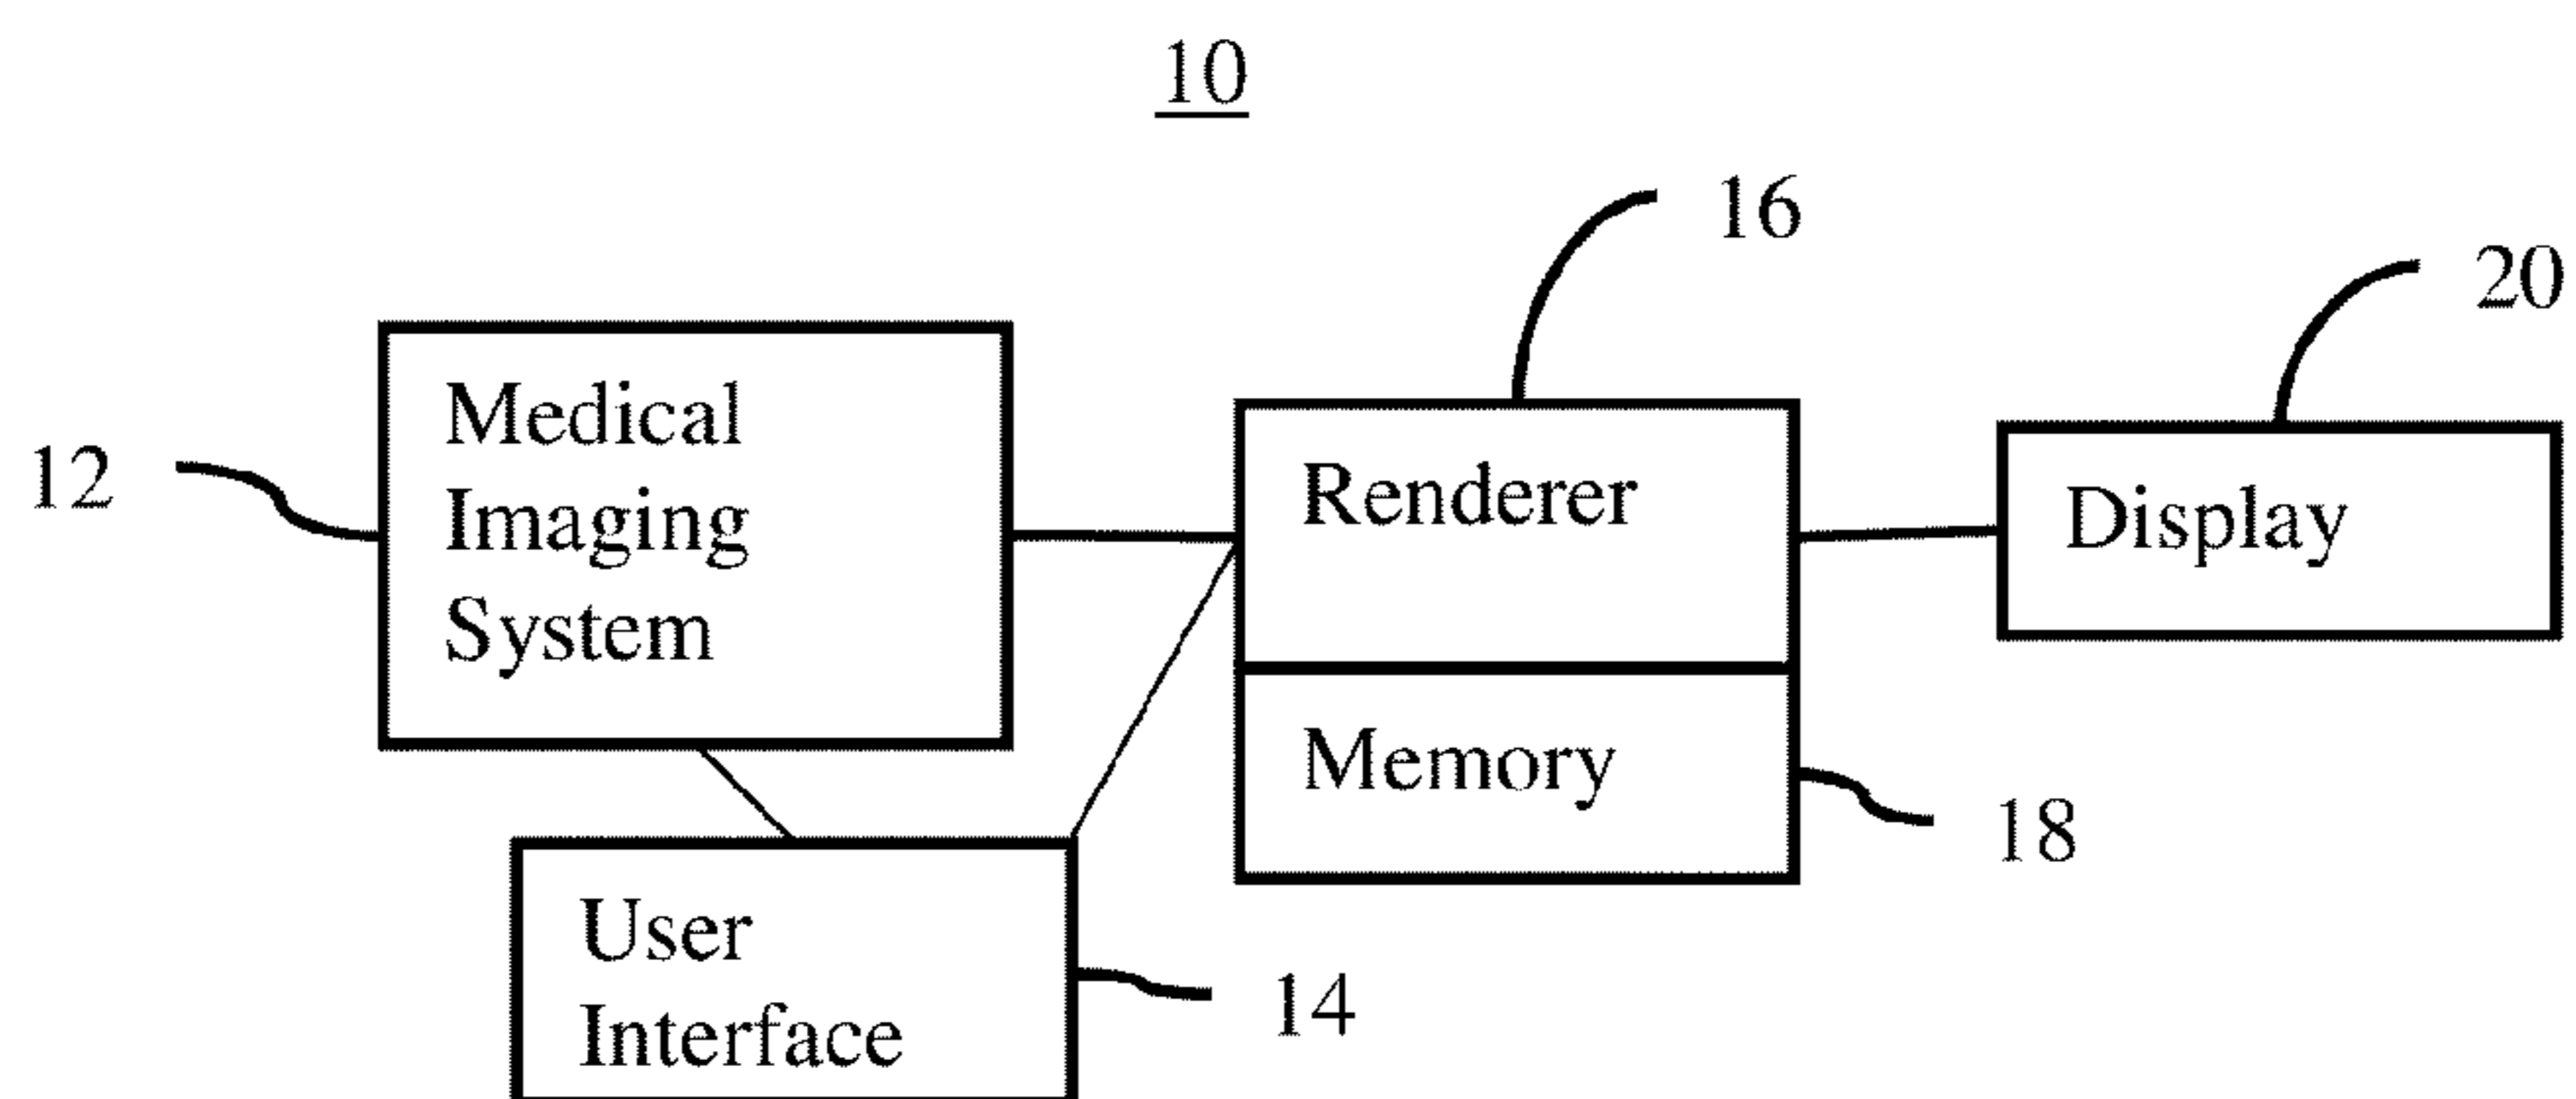 10
16
20
12
Medical
Imaging
System
Renderer
Display
Memory
18
User
Interface
14